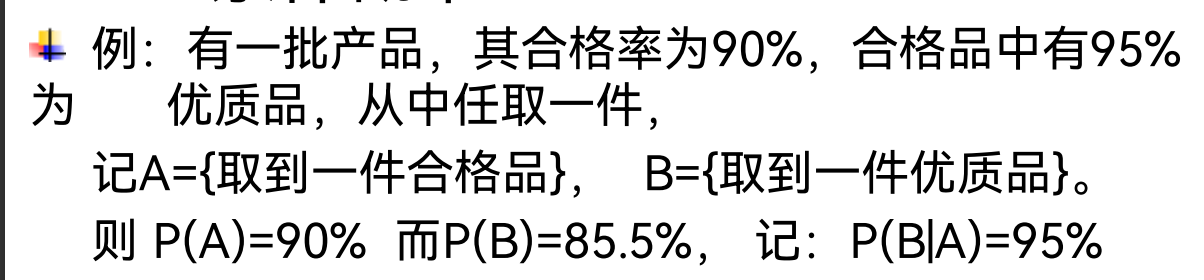 例：有一批产品，其合格率为90%，合格品中有95%
为 优质品，从中任取一件，
记A={取到一件合格品}， B={取到一件优质品}。
则 P(A)=90% 而P(B)=85.5%， 记：P(B|A)=95%